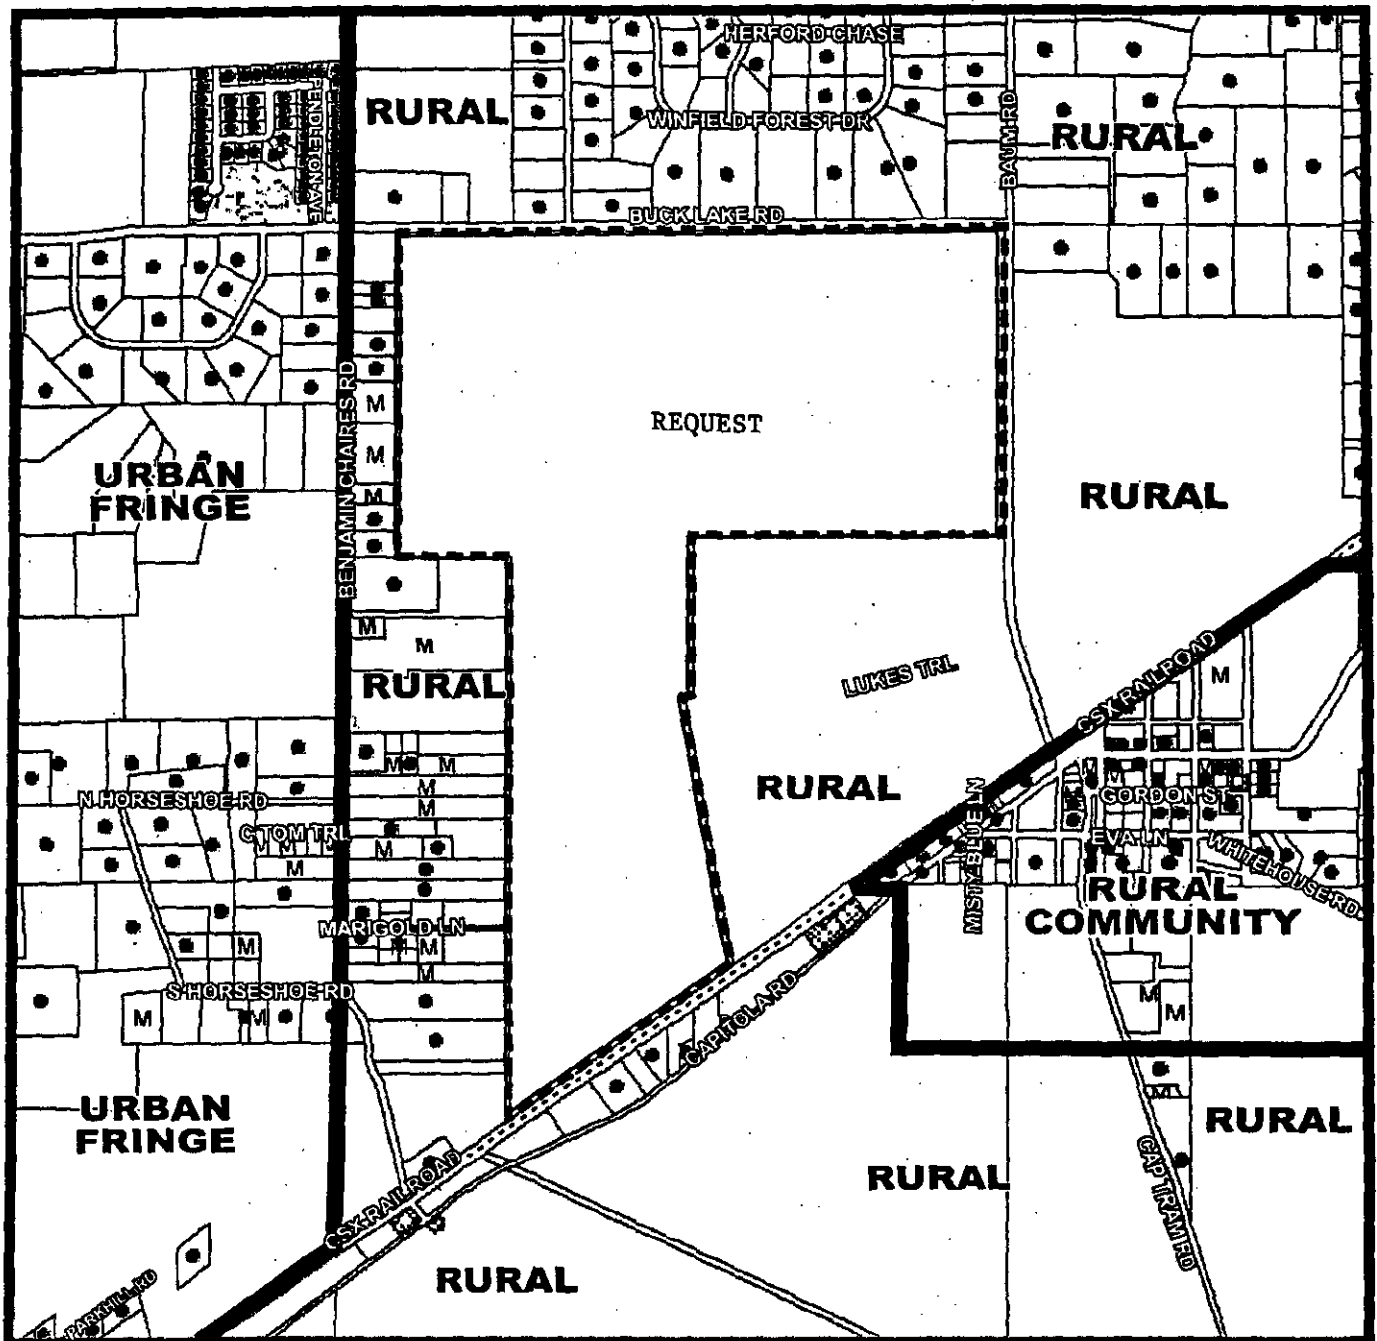 HERFORD CHASE
RURAL
WINFIELD FOREST DR
BAUM RD
RURAL
PENDLETON AVE
BUCK LAKE RD
BENJAMIN CHAIRES RD
M
REQUEST
M
URBAN
FRINGE
RURAL
M
M
M
RURAL
LUKES TRL
CSX RAILROAD
M
M
M
M
M
M
M
RURAL
N HORSESHOE RD
GORDON ST
C TOM TRL
M
M
M
MISTY BLUE LN
EVA LN
WHITEHOUSE RD
RURAL
COMMUNITY
MARIGOLD LN
M
M
M
M
S HORSESHOE RD
M
M
M
M
CAPITOLA RD
M
URBAN
FRINGE
RURAL
RURAL
CAP TRAM RD
CSX RAILROAD
RURAL
PARKHILL RD